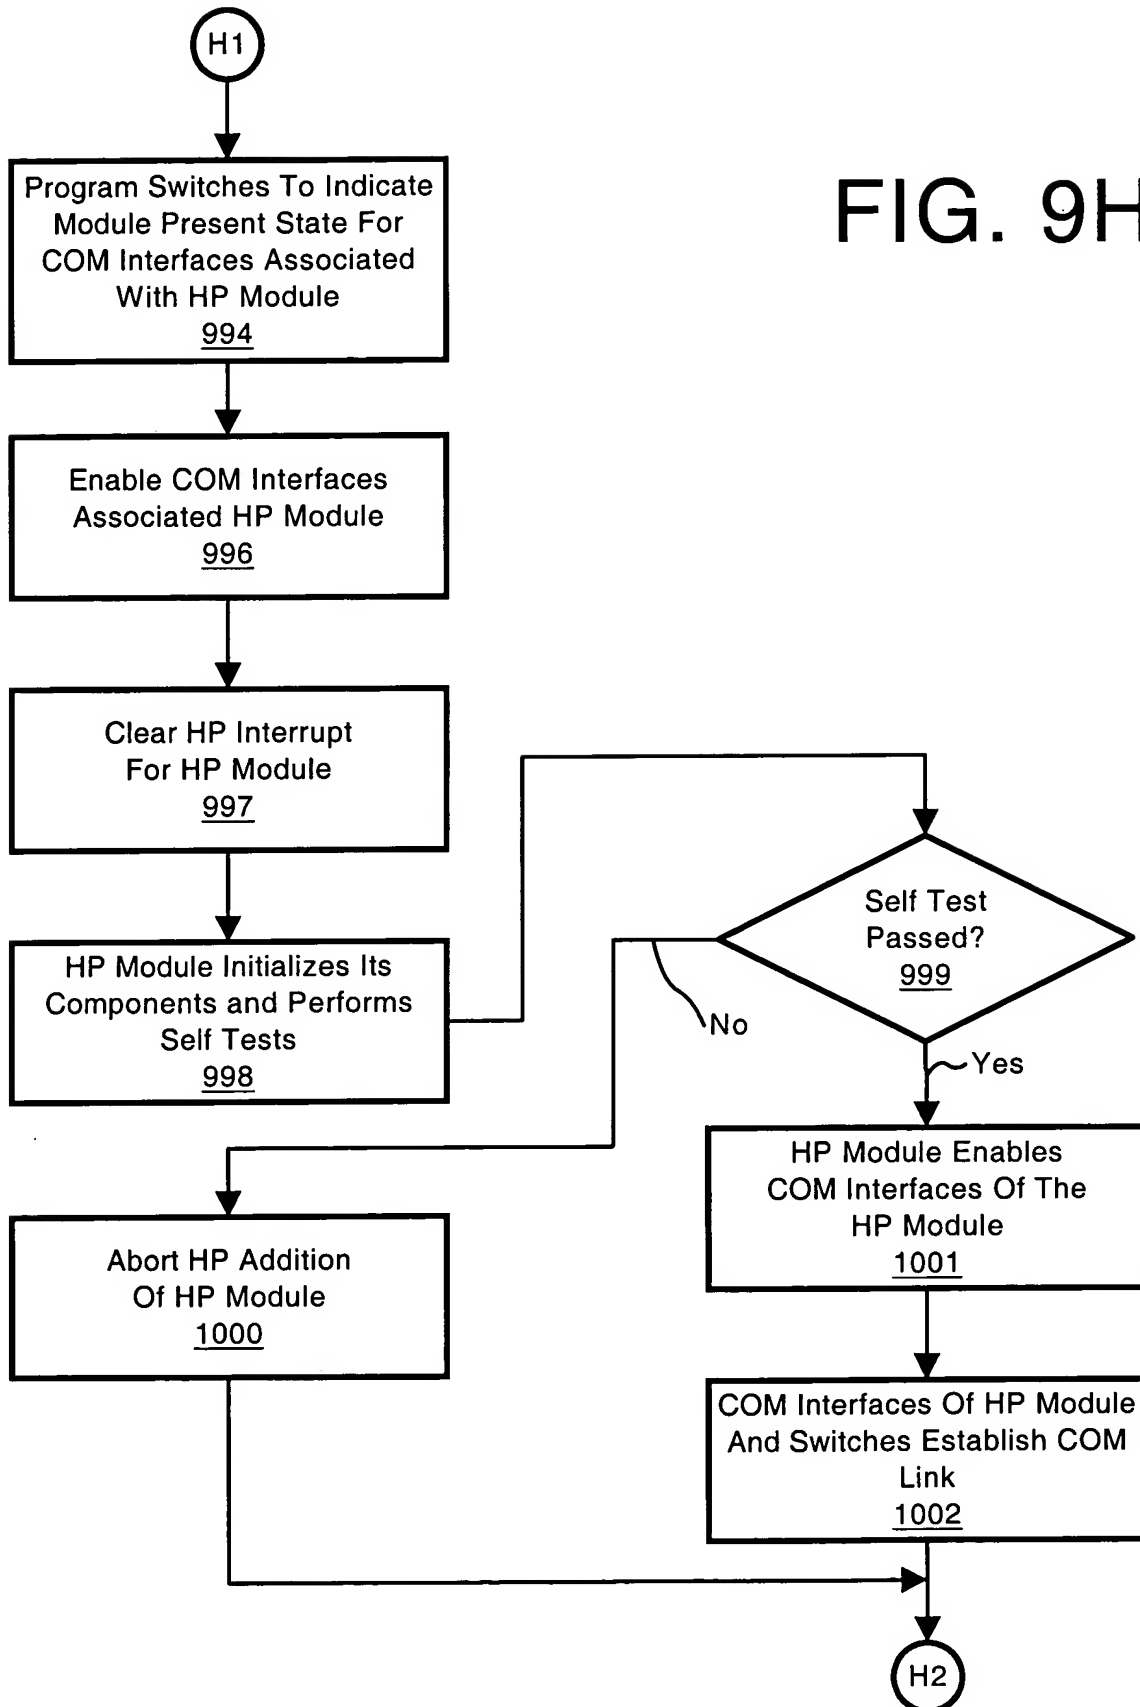 H1
FIG. 9H
Program Switches To Indicate
Module Present State For
COM Interfaces Associated
With HP Module
994
Enable COM Interfaces
Associated HP Module
996
Clear HP Interrupt
For HP Module
997
HP Module Initializes Its
Components and Performs
Self Tests
998
Self Test
Passed?
999
No
Yes
Abort HP Addition
Of HP Module
1000
HP Module Enables
COM Interfaces Of The
HP Module
1001
COM Interfaces Of HP Module
And Switches Establish COM
Link
1002
H2